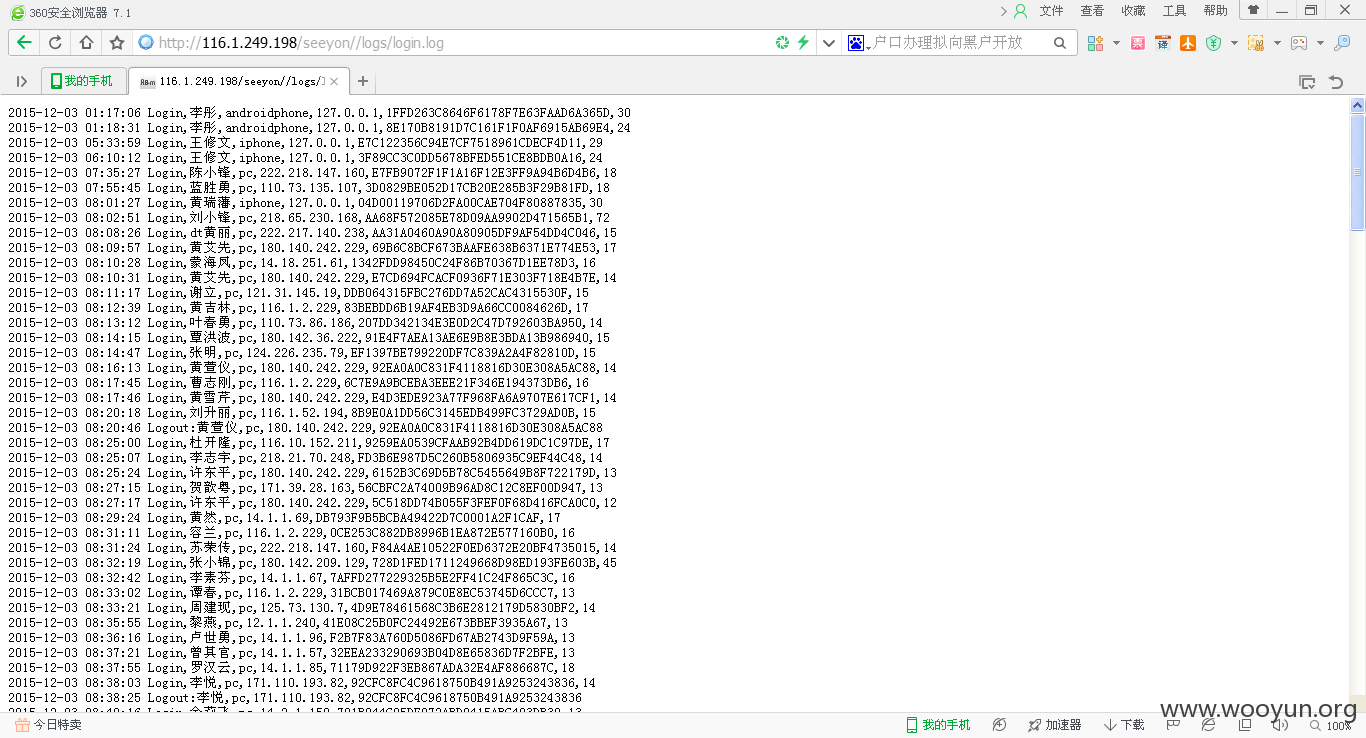 360安全浏览器 7.1
文件 查看 收藏 工具 帮助
http://116.1.249.198/seeyon//logs/login.log
户口办理拟向黑户开放
我的手机
116.1.249.198/seeyon//logs/l
2015-12-03 01:17:06 Login,李彤,androidphone,127.0.0.1,1FFD263C8646F6178F7E63FAAD6A365D,30
2015-12-03 01:18:31 Login,李彤,androidphone,127.0.0.1,8E170B8191D7C161F1F0AF6915AB69E4,24
2015-12-03 05:33:59 Login,王修文,iphone,127.0.0.1,E7C122356C94E7CF7518961CDECF4D11,29
2015-12-03 06:10:12 Login,王修文,iphone,127.0.0.1,3F89CC3C0DD5678BFED551CE8BDB0A16,24
2015-12-03 07:35:27 Login,陈小锋,pc,222.218.147.160,E7FB9072F1F1A16F12E3FF9A94B6D4B6,18
2015-12-03 07:55:45 Login,蓝胜勇,pc,110.73.135.107,3D0829BE052D17CB20E285B3F29B81FD,18
2015-12-03 08:01:27 Login,黄瑞藩,iphone,127.0.0.1,04D00119706D2FA00CAE704F80887835,30
2015-12-03 08:02:51 Login,刘小锋,pc,218.65.230.168,AA68F572085E78D09AA9902D471565B1,72
2015-12-03 08:08:26 Login,dt黄丽,pc,222.217.140.238,AA31A0460A90A80905DF9AF54DD4C046,15
2015-12-03 08:09:57 Login,黄艾先,pc,180.140.242.229,69B6C8BCF673BAAFE638B6371E774E53,17
2015-12-03 08:10:28 Login,蒙海凤,pc,14.18.251.61,1342FDD98450C24F86B70367D1EE78D3,16
2015-12-03 08:10:31 Login,黄艾先,pc,180.140.242.229,E7CD694FCACF0936F71E303F718E4B7E,14
2015-12-03 08:11:17 Login,谢立,pc,121.31.145.19,DDB064315FBC276DD7A52CAC4315530F,15
2015-12-03 08:12:39 Login,黄吉林,pc,116.1.2.229,83BEBDD6B19AF4EB3D9A66CC0084626D,17
2015-12-03 08:13:12 Login,叶春勇,pc,110.73.86.186,207DD342134E3E0D2C47D792603BA950,14
2015-12-03 08:14:15 Login,覃洪波,pc,180.142.36.222,91E4F7AEA13AE6E9B8E3BDA13B986940,15
2015-12-03 08:14:47 Login,张明,pc,124.226.235.79,EF1397BE799220DF7C839A2A4F82810D,15
2015-12-03 08:16:13 Login,黄萱仪,pc,180.140.242.229,92EA0A0C831F4118816D30E308A5AC88,14
2015-12-03 08:17:45 Login,曹志刚,pc,116.1.2.229,6C7E9A9BCEBA3EEE21F346E194373DB6,16
2015-12-03 08:17:46 Login,黄雪芹,pc,180.140.242.229,E4D3EDE923A77F968FA6A9707E617CF1,14
2015-12-03 08:20:18 Login,刘升丽,pc,116.1.52.194,8B9E0A1DD56C3145EDB499FC3729AD0B,15
2015-12-03 08:20:46 Logout:黄萱仪,pc,180.140.242.229,92EA0A0C831F4118816D30E308A5AC88
2015-12-03 08:25:00 Login,杜开隆,pc,116.10.152.211,9259EA0539CFAAB92B4DD619DC1C97DE,17
2015-12-03 08:25:07 Login,李志宇,pc,218.21.70.248,FD3B6E987D5C260B5806935C9EF44C48,14
2015-12-03 08:25:24 Login,许东平,pc,180.140.242.229,6152B3C69D5B78C5455649B8F722179D,13
2015-12-03 08:27:15 Login,贺歆粤,pc,171.39.28.163,56CBFC2A74009B96AD8C12C8EF00D947,13
2015-12-03 08:27:17 Login,许东平,pc,180.140.242.229,5C518DD74B055F3FEF0F68D416FCA0C0,12
2015-12-03 08:29:24 Login,黄然,pc,14.1.1.69,DB793F9B5BCBA49422D7C0001A2F1CAF,17
2015-12-03 08:31:11 Login,容兰,pc,116.1.2.229,0CE253C882DB8996B1EA872E577160B0,16
2015-12-03 08:31:24 Login,苏荣传,pc,222.218.147.160,F84A4AE10522F0ED6372E20BF4735015,14
2015-12-03 08:32:19 Login,张小锦,pc,180.142.209.129,728D1FED1711249668D98ED193FE603B,45
2015-12-03 08:32:42 Login,李素芬,pc,14.1.1.67,7AFFD277229325B5E2FF41C24F865C3C,16
2015-12-03 08:33:02 Login,谭春,pc,116.1.2.229,31BCB017469A879C0E8EC53745D6CCC7,13
2015-12-03 08:33:21 Login,周建现,pc,125.73.130.7,4D9E78461568C3B6E2812179D5830BF2,14
2015-12-03 08:35:55 Login,黎燕,pc,12.1.1.240,41E08C25B0FC24492E673BBEF3935A67,13
2015-12-03 08:36:16 Login,卢世勇,pc,14.1.1.96,F2B7F83A760D5086FD67AB2743D9F59A,13
2015-12-03 08:37:21 Login,曾其官,pc,14.1.1.57,32EEA233290693B04D8E65836D7F2BFE,13
2015-12-03 08:37:55 Login,罗汉云,pc,14.1.1.85,71179D922F3EB867ADA32E4AF886687C,18
2015-12-03 08:38:03 Login,李悦,pc,171.110.193.82,92CFC8FC4C9618750B491A9253243836,14
2015-12-03 08:38:25 Logout:李悦,pc,171.110.193.82,92CFC8FC4C9618750B491A9253243836
今日特卖
我的手机 加速器 下载 100%
www.wooyun.org